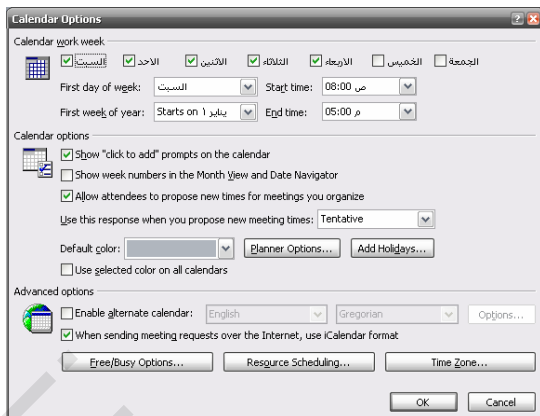 Calendar Options
Calendar work week
السبت الاحد الاثنين الثلاثاء الاربعاء الخميس الجمعة
First day of week: السبت Start time: 08:00 ص
First week of year: Starts on ١ يناير End time: 05:00 م
Calendar options
Show "click to add" prompts on the calendar
Show week numbers in the Month View and Date Navigator
Allow attendees to propose new times for meetings you organize
Use this response when you propose new meeting times: Tentative
Default color: Planner Options... Add Holidays...
Use selected color on all calendars
Advanced options
Enable alternate calendar: English Gregorian Options...
When sending meeting requests over the Internet, use iCalendar format
Free/Busy Options... Resource Scheduling... Time Zone...
OK Cancel